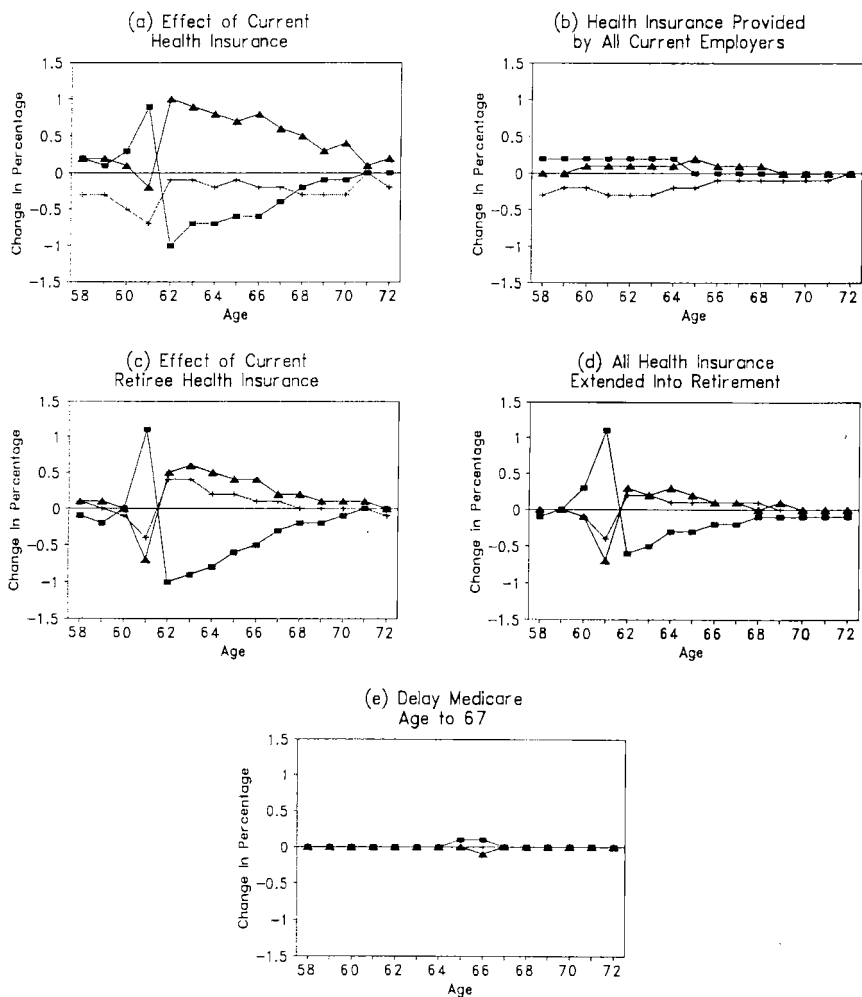 (a) Effect of Current
Health Insurance
1.5
1
0.5
0
−0.5
−1
−1.5
Change In Percentage
58 60 62 64 66 68 70 72
Age
(b) Health Insurance Provided
by All Current Employers
1.5
1
0.5
0
−0.5
−1
−1.5
Change In Percentage
58 60 62 64 66 68 70 72
Age
(c) Effect of Current
Retiree Health Insurance
1.5
1
0.5
0
−0.5
−1
−1.5
Change In Percentage
58 60 62 64 66 68 70 72
Age
(d) All Health Insurance
Extended Into Retirement
1.5
1
0.5
0
−0.5
−1
−1.5
Change In Percentage
58 60 62 64 66 68 70 72
Age
(e) Delay Medicare
Age to 67
1.5
1
0.5
0
−0.5
−1
−1.5
Change In Percentage
58 60 62 64 66 68 70 72
Age